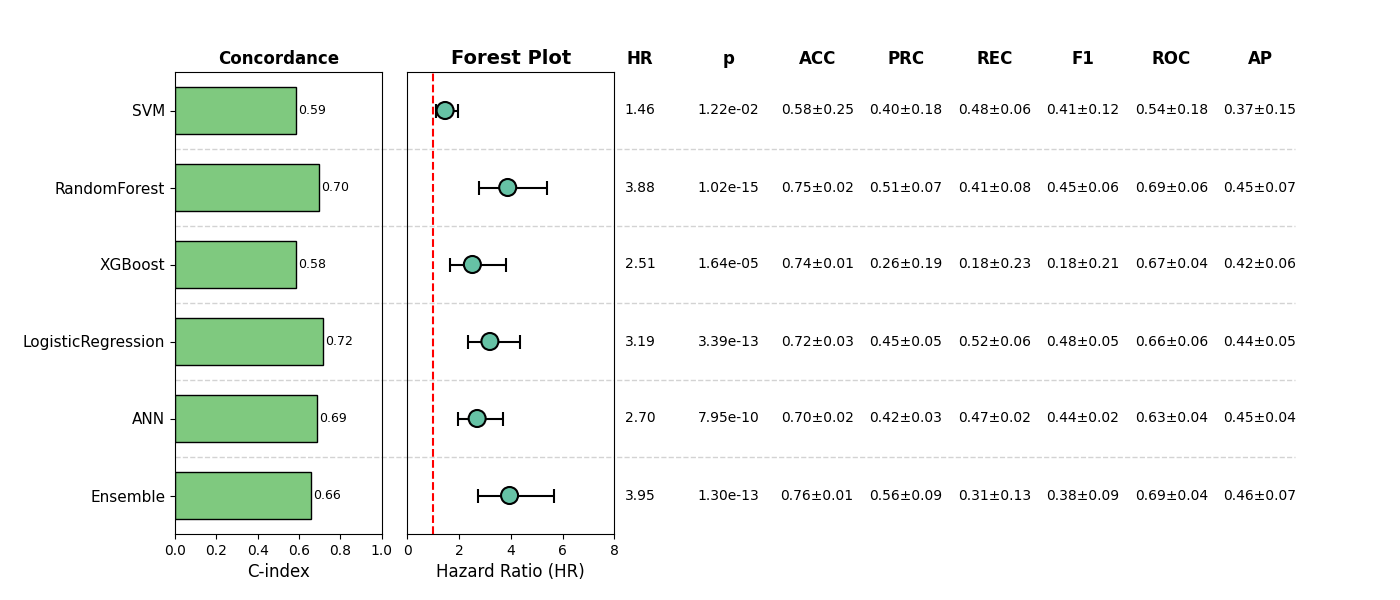 Concordance Forest Plot HR p ACC PRC REC F1 ROC AP
SVM 0.59 1.46 1.22e-02 0.58±0.25 0.40±0.18 0.48±0.06 0.41±0.12 0.54±0.18 0.37±0.15
RandomForest 0.70 3.88 1.02e-15 0.75±0.02 0.51±0.07 0.41±0.08 0.45±0.06 0.69±0.06 0.45±0.07
XGBoost 0.58 2.51 1.64e-05 0.74±0.01 0.26±0.19 0.18±0.23 0.18±0.21 0.67±0.04 0.42±0.06
LogisticRegression 0.72 3.19 3.39e-13 0.72±0.03 0.45±0.05 0.52±0.06 0.48±0.05 0.66±0.06 0.44±0.05
ANN 0.69 2.70 7.95e-10 0.70±0.02 0.42±0.03 0.47±0.02 0.44±0.02 0.63±0.04 0.45±0.04
Ensemble 0.66 3.95 1.30e-13 0.76±0.01 0.56±0.09 0.31±0.13 0.38±0.09 0.69±0.04 0.46±0.07
0.0 0.2 0.4 0.6 0.8 1.0 0 2 4 6 8
C-index Hazard Ratio (HR)